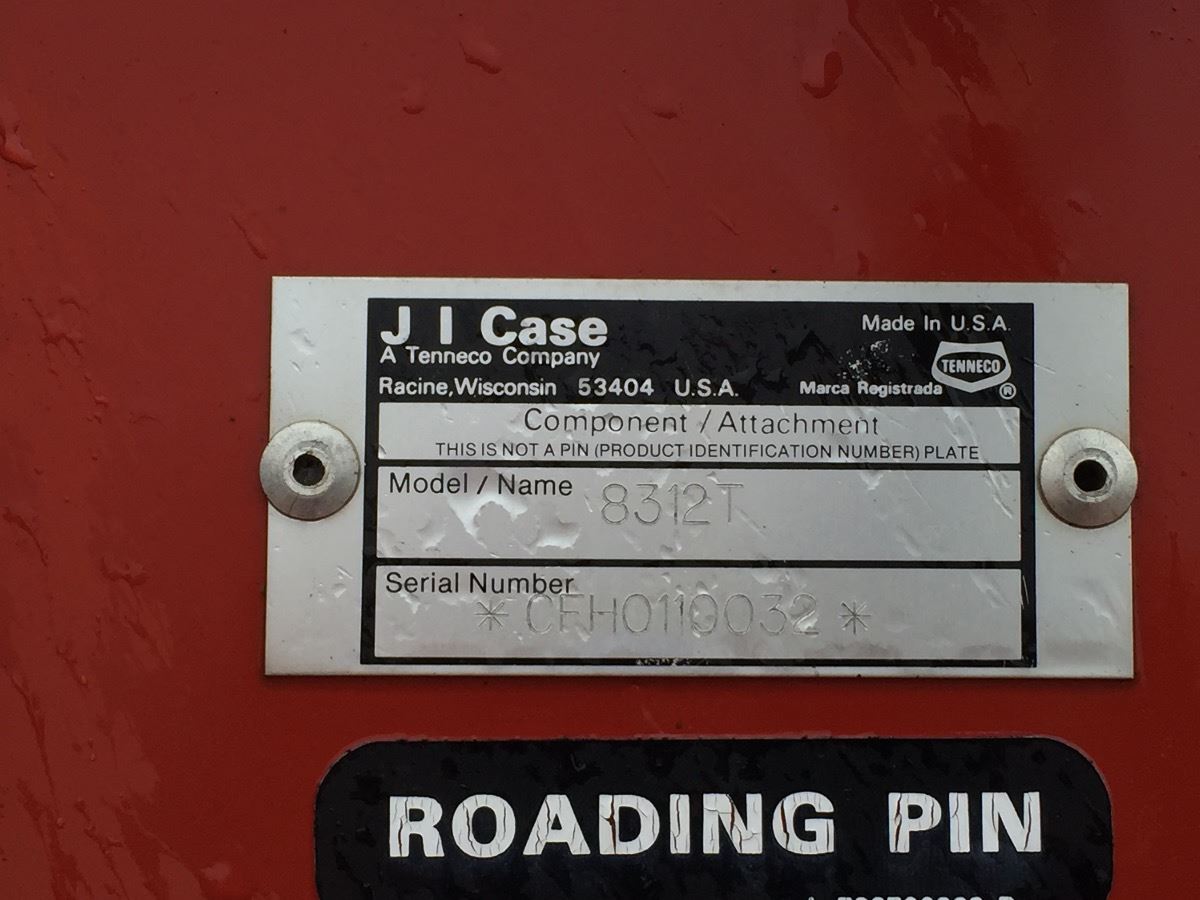 J I Case
A Tenneco Company
Made In U.S.A.
TENNECO
Racine, Wisconsin 53404 U.S.A.
Marca Registrada ®
Component / Attachment
THIS IS NOT A PIN (PRODUCT IDENTIFICATION NUMBER) PLATE
Model / Name 8312T
Serial Number
* CFH0110032 *
ROADING PIN